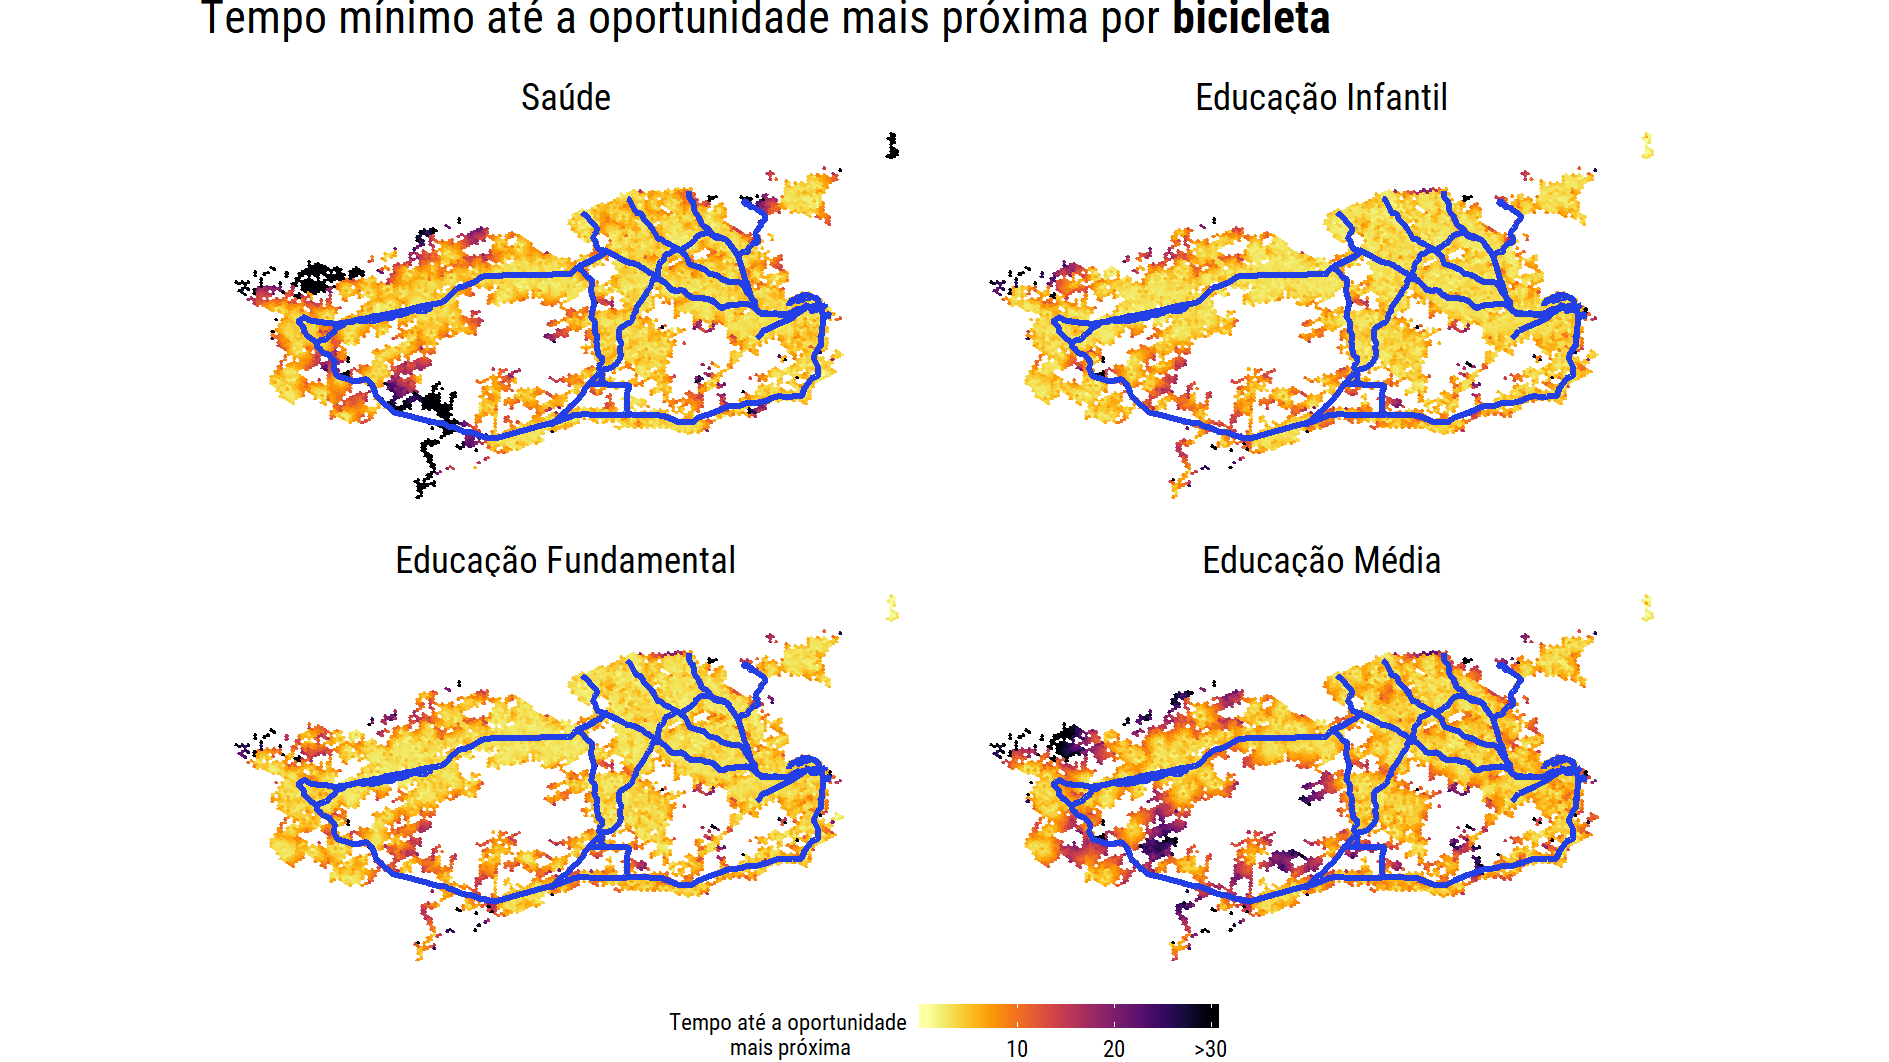 Tempo mínimo até a oportunidade mais próxima por bicicleta
Saúde
Educação Infantil
Educação Fundamental
Educação Média
Tempo até a oportunidade
mais próxima
10
20
>30